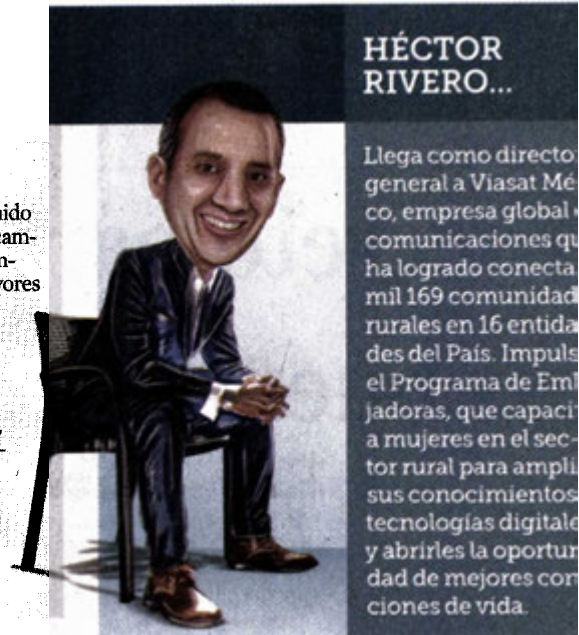 HÉCTOR
RIVERO...
Llega como director
general a Viasat Mé-
co, empresa global
comunicaciones qu
ha logrado conecta
mil 169 comunidad
rurales en 16 entida
des del País. Impuls
el Programa de Emb
jadoras, que capaci
a mujeres en el sec-
tor rural para ampli
sus conocimientos
tecnologías digitale
y abrirles la oportun
dad de mejores con
ciones de vida.